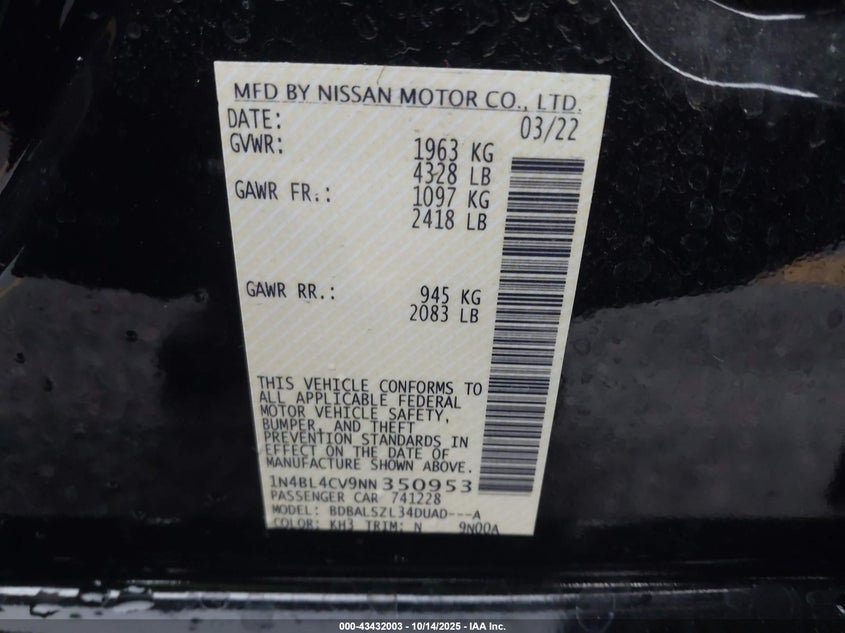 MFD BY NISSAN MOTOR CO., LTD.
DATE: 03/22
GVWR: 1963 KG
4328 LB
GAWR FR.: 1097 KG
2418 LB
GAWR RR.: 945 KG
2083 LB
THIS VEHICLE CONFORMS TO
ALL APPLICABLE FEDERAL
MOTOR VEHICLE SAFETY,
BUMPER, AND THEFT
PREVENTION STANDARDS IN
EFFECT ON THE DATE OF
MANUFACTURE SHOWN ABOVE.
1N4BL4CV9NN350953
PASSENGER CAR 741228
MODEL: BDBALSZL34DUAD---A
COLOR: KH3 TRIM: N 9N00A
000-43432003 - 10/14/2025 - IAA Inc.